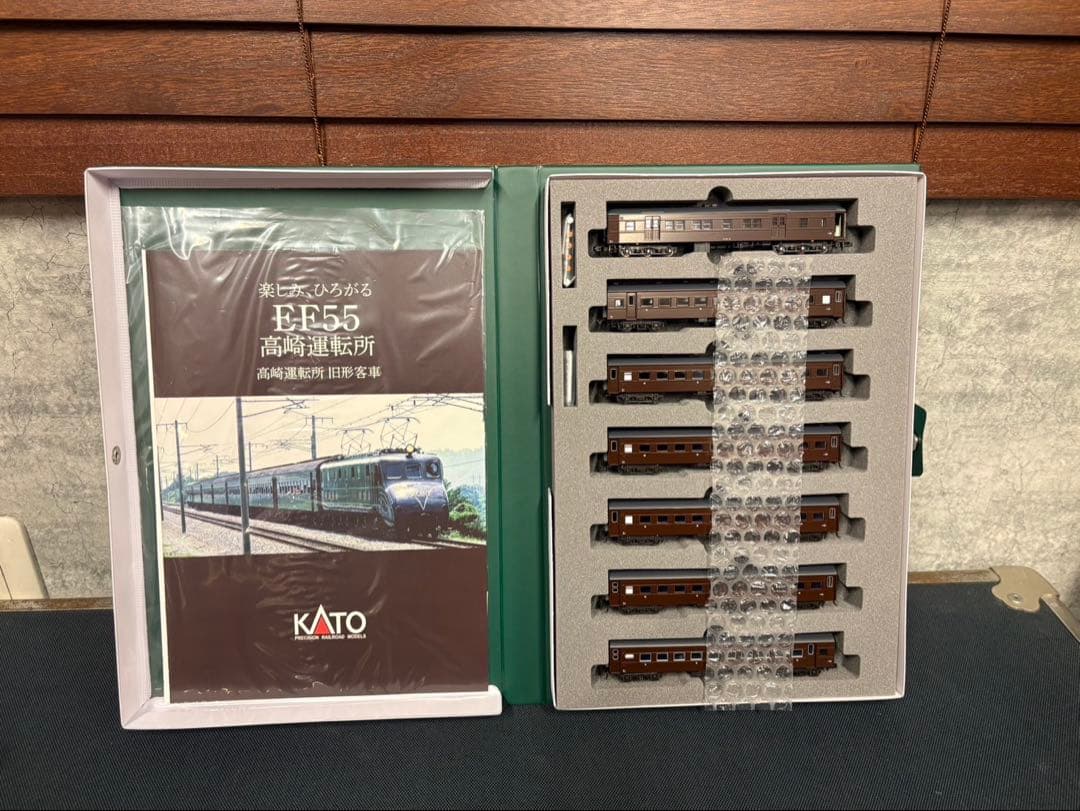 楽しみ、ひろがる
EF55
高崎運転所
高崎運転所 旧形客車
KATO
PRECISION RAILROAD MODELS